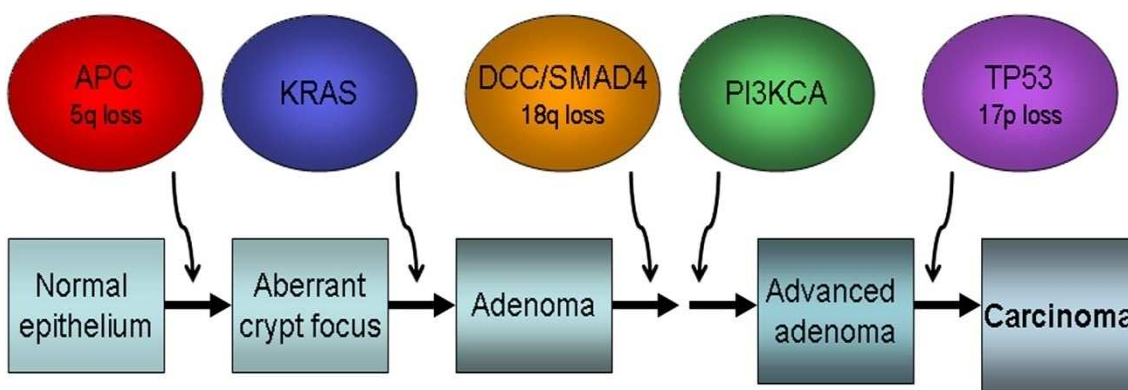 APC
5q loss
KRAS
DCC/SMAD4
18q loss
PI3KCA
TP53
17p loss
Normal
epithelium
Aberrant
crypt focus
Adenoma
Advanced
adenoma
Carcinoma